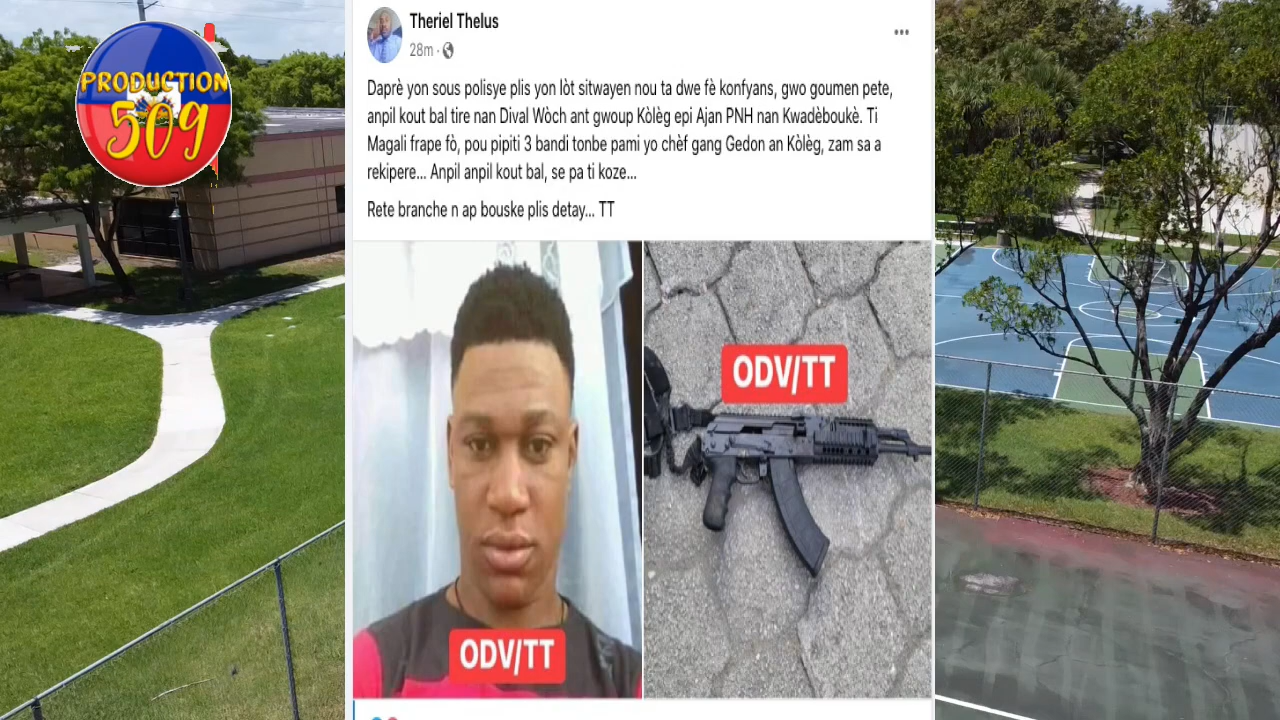 PRODUCTION
509
Theriel Thelus
28m ·
Daprè yon sous polisye plis yon lòt sitwayen nou ta dwe fè konfyans, gwo goumen pete,
anpil kout bal tire nan Dival Wòch ant gwoup Kòlèg epi Ajan PNH nan Kwadèboukè. Ti
Magali frape fò, pou pipiti 3 bandi tonbe pami yo chèf gang Gedon an Kòlèg, zam sa a
rekipere... Anpil anpil kout bal, se pa ti koze...
Rete branche n ap bouske plis detay... TT
ODV/TT
ODV/TT